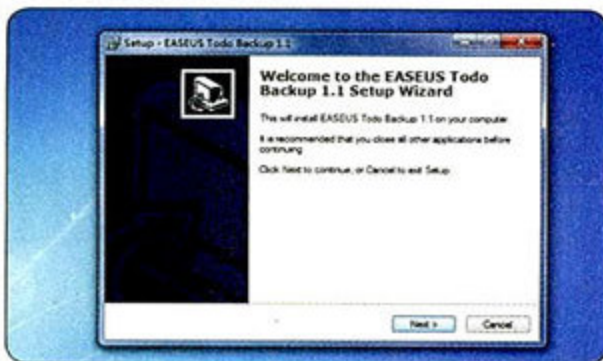 Setup - EASEUS Todo Backup 1.1
Welcome to the EASEUS Todo
Backup 1.1 Setup Wizard
This will install EASEUS Todo Backup 1.1 on your computer.
It is recommended that you close all other applications before
continuing.
Click Next to continue, or Cancel to exit Setup.
Next >
Cancel